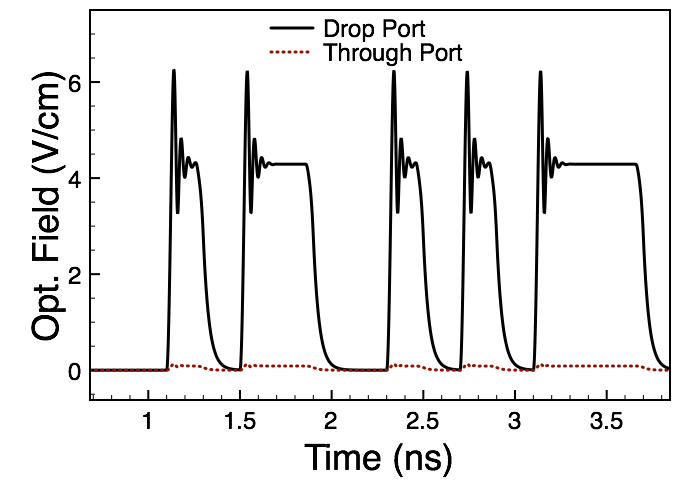 Drop Port
Through Port
Opt. Field (V/cm)
6
4
2
0
1 1.5 2 2.5 3 3.5
Time (ns)